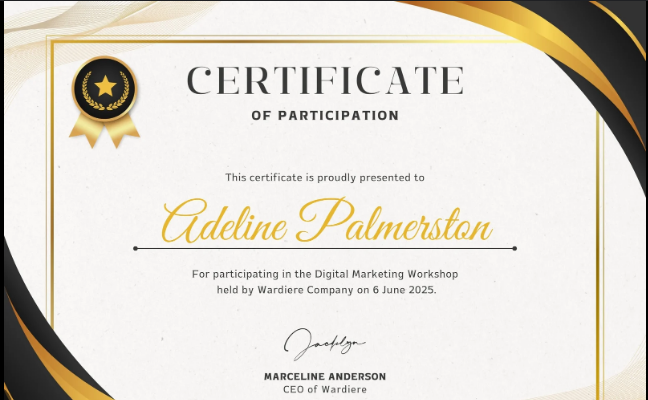 CERTIFICATE
OF PARTICIPATION
This certificate is proudly presented to
Adeline Palmerston
For participating in the Digital Marketing Workshop
held by Wardiere Company on 6 June 2025.
MARCELINE ANDERSON
CEO of Wardiere